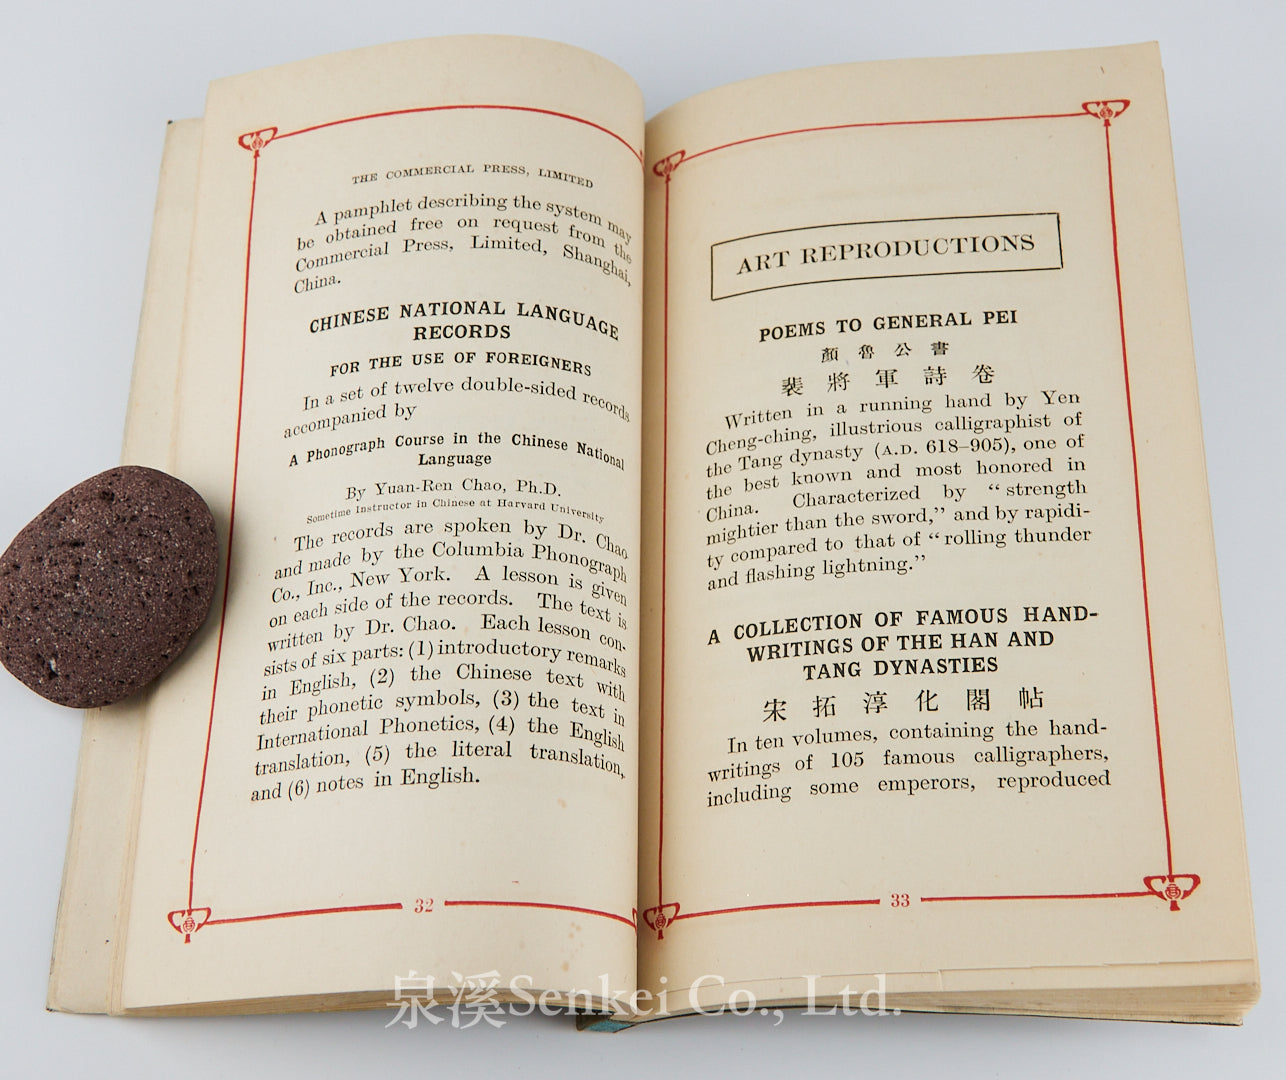 THE COMMERCIAL PRESS, LIMITED
A pamphlet describing the system may
be obtained free on request from the
Commercial Press, Limited, Shanghai,
China.
CHINESE NATIONAL LANGUAGE
RECORDS
FOR THE USE OF FOREIGNERS
In a set of twelve double-sided records
accompanied by
A Phonograph Course in the Chinese National
Language
By Yuan-Ren Chao, Ph.D.
Sometime Instructor in Chinese at Harvard University
The records are spoken by Dr. Chao
and made by the Columbia Phonograph
Co., Inc., New York. A lesson is given
on each side of the records. The text is
written by Dr. Chao. Each lesson con-
sists of six parts: (1) introductory remarks
in English, (2) the Chinese text with
their phonetic symbols, (3) the text in
International Phonetics, (4) the English
translation, (5) the literal translation,
and (6) notes in English.
32
ART REPRODUCTIONS
POEMS TO GENERAL PEI
顏魯公書
裴將軍詩卷
Written in a running hand by Yen
Cheng-ching, illustrious calligraphist of
the Tang dynasty (A.D. 618–905), one of
the best known and most honored in
China. Characterized by “strength
mightier than the sword,” and by rapidi-
ty compared to that of “rolling thunder
and flashing lightning.”
A COLLECTION OF FAMOUS HAND-
WRITINGS OF THE HAN AND
TANG DYNASTIES
宋拓淳化閣帖
In ten volumes, containing the hand-
writings of 105 famous calligraphers,
including some emperors, reproduced
33
泉溪Senkei Co., Ltd.